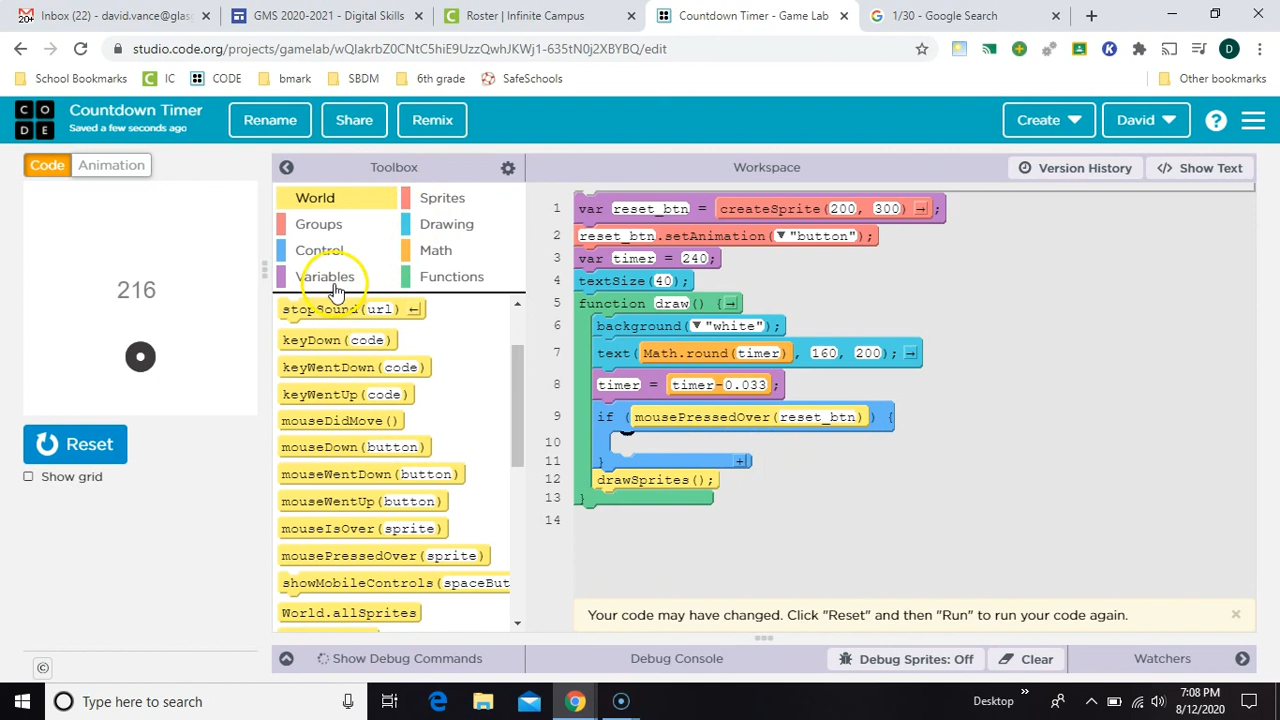 20+
Inbox (22) - david.vance@glas
GMS 2020-2021 - Digital Skills
Roster | Infinite Campus
Countdown Timer - Game Lab
1/30 - Google Search
studio.code.org/projects/gamelab/wQlakrbZ0CNtC5hiE9UzzQwhJKWj1-635tN0j2XBYBQ/edit
D
School Bookmarks
IC
CODE
bmark
SBDM
6th grade
SafeSchools
Other bookmarks
C O
D E
Countdown Timer
Saved a few seconds ago
Rename
Share
Remix
Create
David
?
Code
Animation
Toolbox
Workspace
Version History
</> Show Text
216
Reset
Show grid
World
Sprites
Groups
Drawing
Control
Math
Variables
Functions
stopSound(url)
keyDown(code)
keyWentDown(code)
keyWentUp(code)
mouseDidMove()
mouseDown(button)
mouseWentDown(button)
mouseWentUp(button)
mouseIsOver(sprite)
mousePressedOver(sprite)
showMobileControls(spaceBut
World.allSprites
1 var reset_btn = createSprite(200, 300);
2 reset_btn.setAnimation("button");
3 var timer = 240;
4 textSize(40);
5 function draw() {
6 background("white");
7 text(Math.round(timer), 160, 200);
8 timer = timer-0.033;
9 if (mousePressedOver(reset_btn)) {
10
11 }
12 drawSprites();
13 }
14
Your code may have changed. Click "Reset" and then "Run" to run your code again.
Show Debug Commands
Debug Console
Debug Sprites: Off
Clear
Watchers
Type here to search
Desktop
7:08 PM
8/12/2020